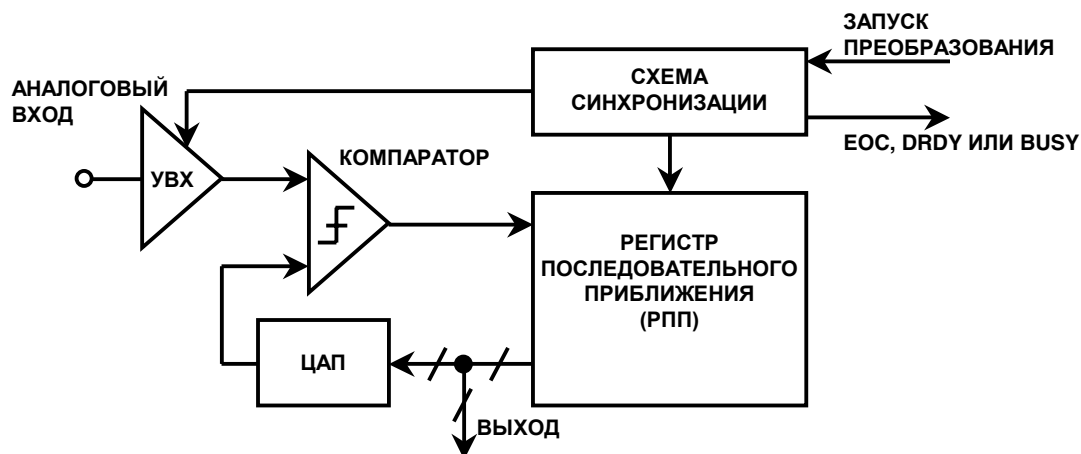 ЗАПУСК
ПРЕОБРАЗОВАНИЯ
СХЕМА
СИНХРОНИЗАЦИИ
АНАЛОГОВЫЙ
ВХОД
EOC, DRDY ИЛИ BUSY
КОМПАРАТОР
УВХ
РЕГИСТР
ПОСЛЕДОВАТЕЛЬНОГО
ПРИБЛИЖЕНИЯ
(РПП)
ЦАП
ВЫХОД